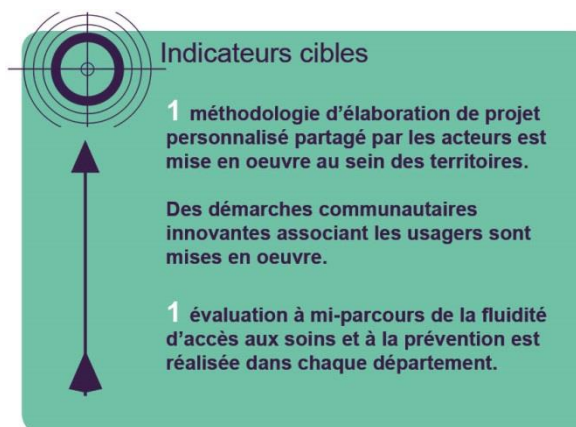 Indicateurs cibles
1 méthodologie d'élaboration de projet
personnalisé partagé par les acteurs est
mise en oeuvre au sein des territoires.
Des démarches communautaires
innovantes associant les usagers sont
mises en oeuvre.
1 évaluation à mi-parcours de la fluidité
d'accès aux soins et à la prévention est
réalisée dans chaque département.